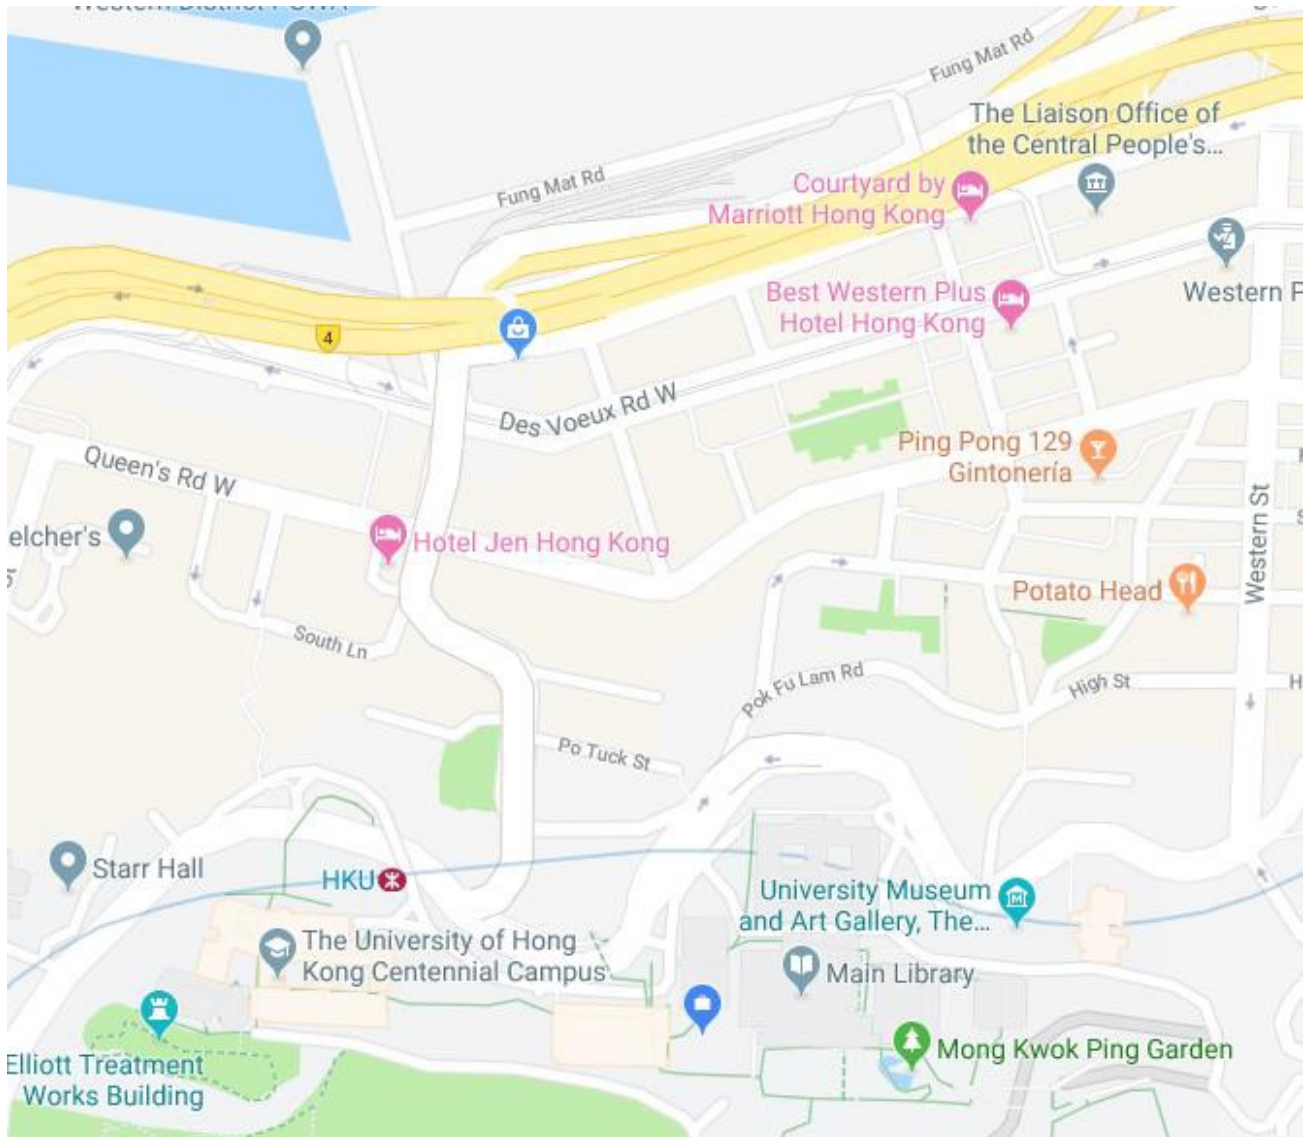 Fung Mat Rd
The Liaison Office of
the Central People's...
Fung Mat Rd
Courtyard by
Marriott Hong Kong
Best Western Plus
Hotel Hong Kong
Western
4
Des Voeux Rd W
Ping Pong 129
Gintonería
Queen's Rd W
Western St
elcher's
Hotel Jen Hong Kong
Potato Head
South Ln
Pok Fu Lam Rd
High St
Po Tuck St
Starr Hall
HKU
University Museum
and Art Gallery, The...
The University of Hong
Kong Centennial Campus
Main Library
Mong Kwok Ping Garden
Elliott Treatment
Works Building